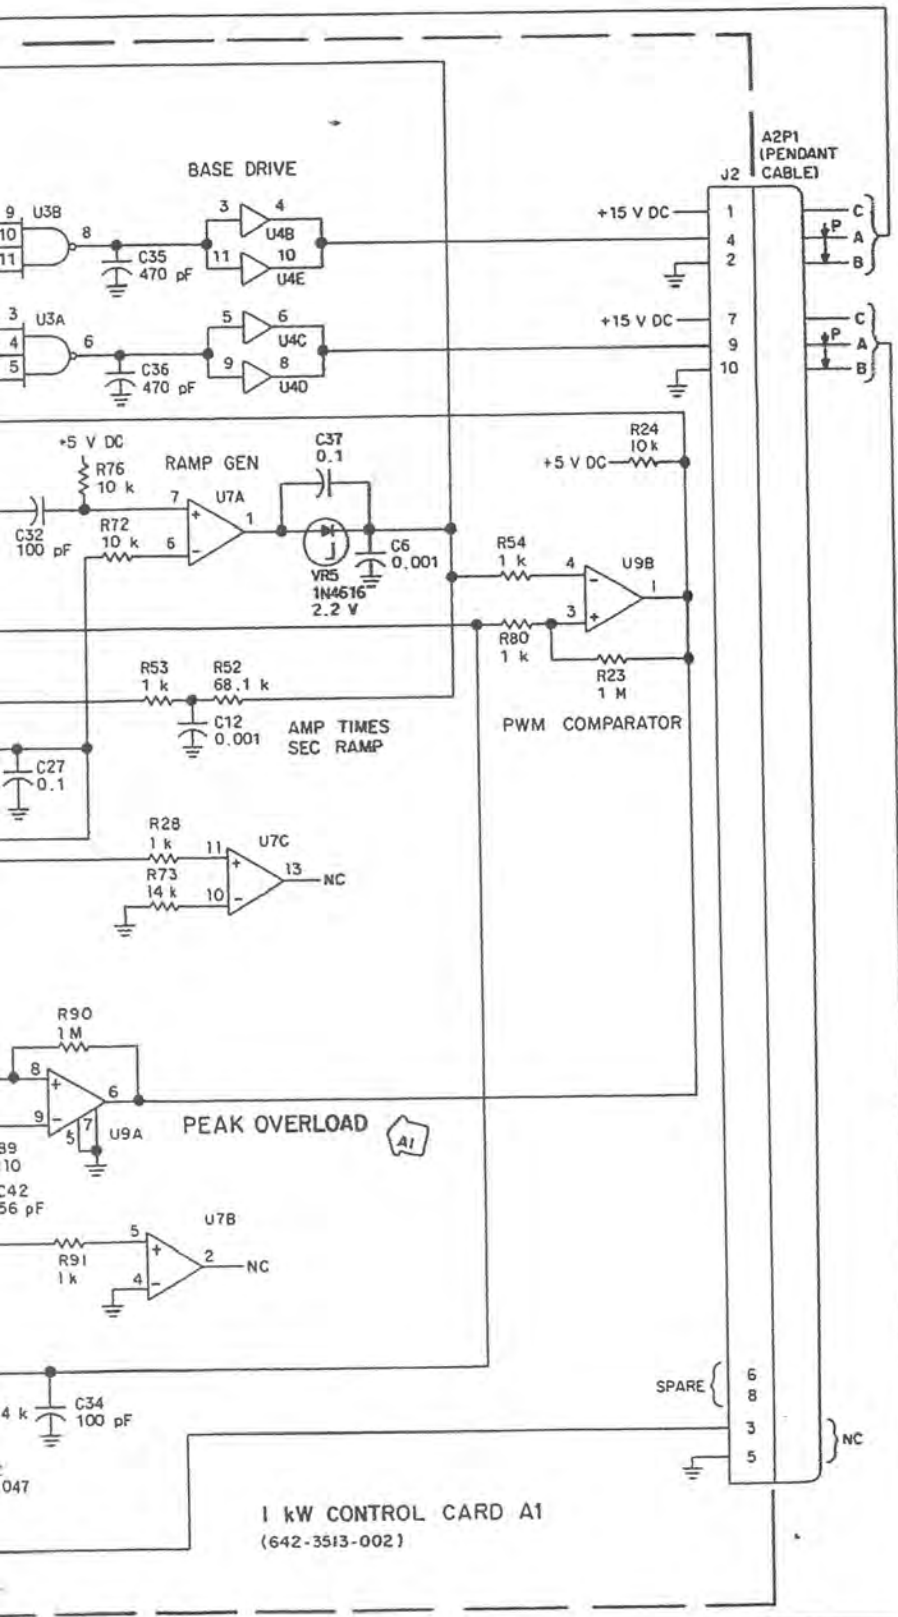 A2P1
(PENDANT
CABLE)
J2
BASE DRIVE
9
10
11
U3B
8
C35
470 pF
3
4
U4B
11
10
U4E
+15 V DC
1
4
2
C
P
A
B
3
4
5
U3A
6
C36
470 pF
5
6
U4C
9
8
U4D
+15 V DC
7
9
10
C
P
A
B
+5 V DC
R76
10 k
RAMP GEN
C37
0.1
R24
10 k
+5 V DC
C32
100 pF
R72
10 k
7
+
6
-
U7A
1
VR5
1N4616
2.2 V
C6
0.001
R54
1 k
4
-
U9B
1
3
+
R80
1 k
R23
1 M
PWM COMPARATOR
R53
1 k
R52
68.1 k
C12
0.001
AMP TIMES
SEC RAMP
C27
0.1
R28
1 k
R73
14 k
11
+
10
-
U7C
13
NC
R90
1 M
8
+
9
-
6
5
7
U9A
PEAK OVERLOAD
A1
89
110
C42
56 pF
R91
1 k
5
+
4
-
U7B
2
NC
4 k
C34
100 pF
047
SPARE
6
8
3
5
NC
1 kW CONTROL CARD A1
(642-3513-002)